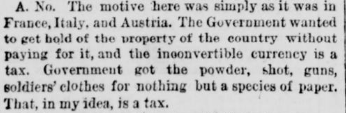 A. No. The motive here was simply as it was in
France, Italy, and Austria. The Government wanted
to get hold of the property of the country without
paying for it, and the inconvertible currency is a
tax. Government got the powder, shot, guns,
soldiers' clothes for nothing but a species of paper.
That, in my idea, is a tax.